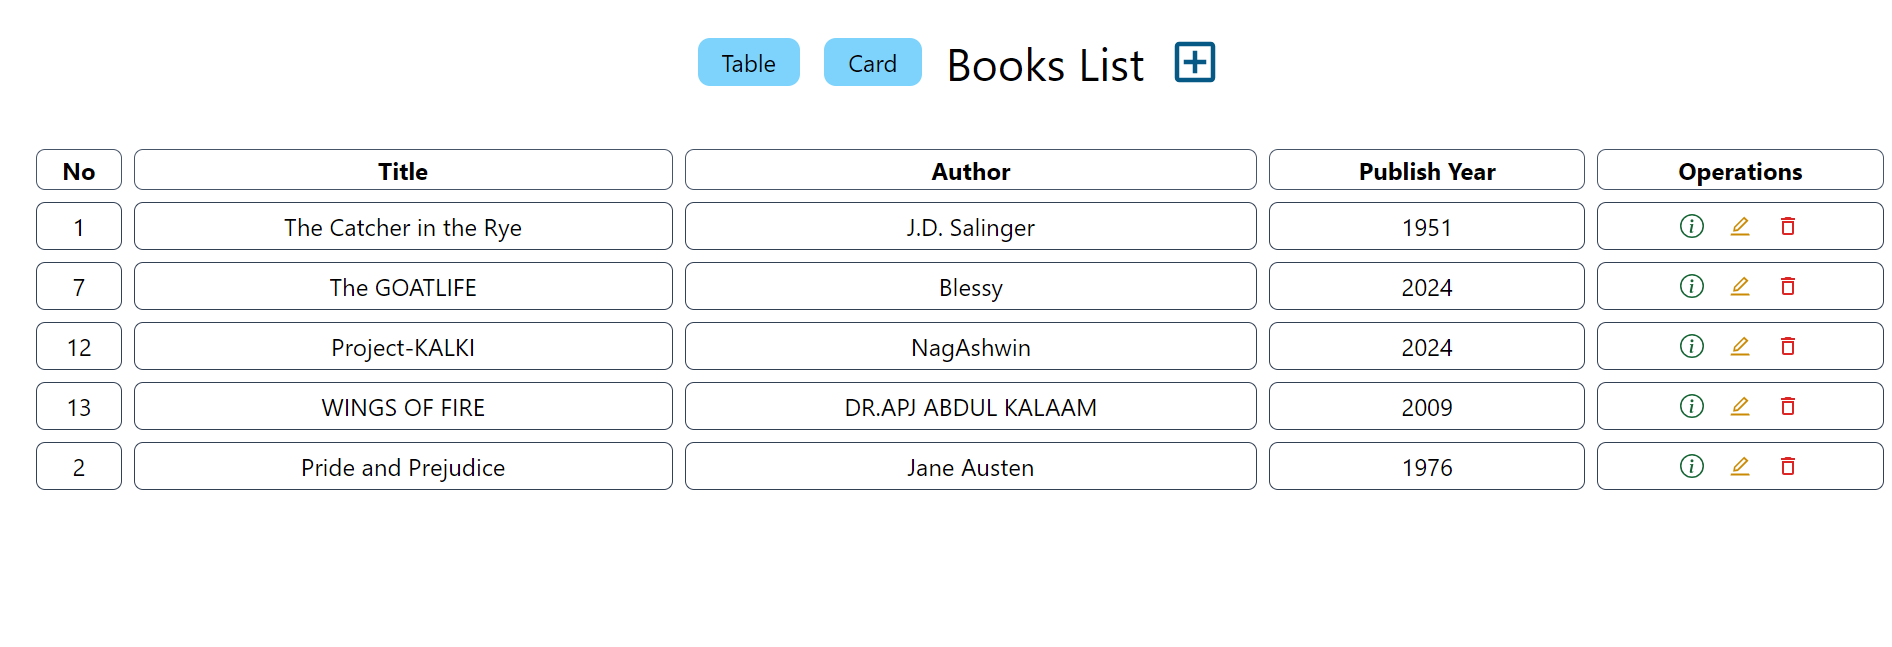 Table Card Books List
No Title Author Publish Year Operations
1 The Catcher in the Rye J.D. Salinger 1951
7 The GOATLIFE Blessy 2024
12 Project-KALKI NagAshwin 2024
13 WINGS OF FIRE DR.APJ ABDUL KALAAM 2009
2 Pride and Prejudice Jane Austen 1976